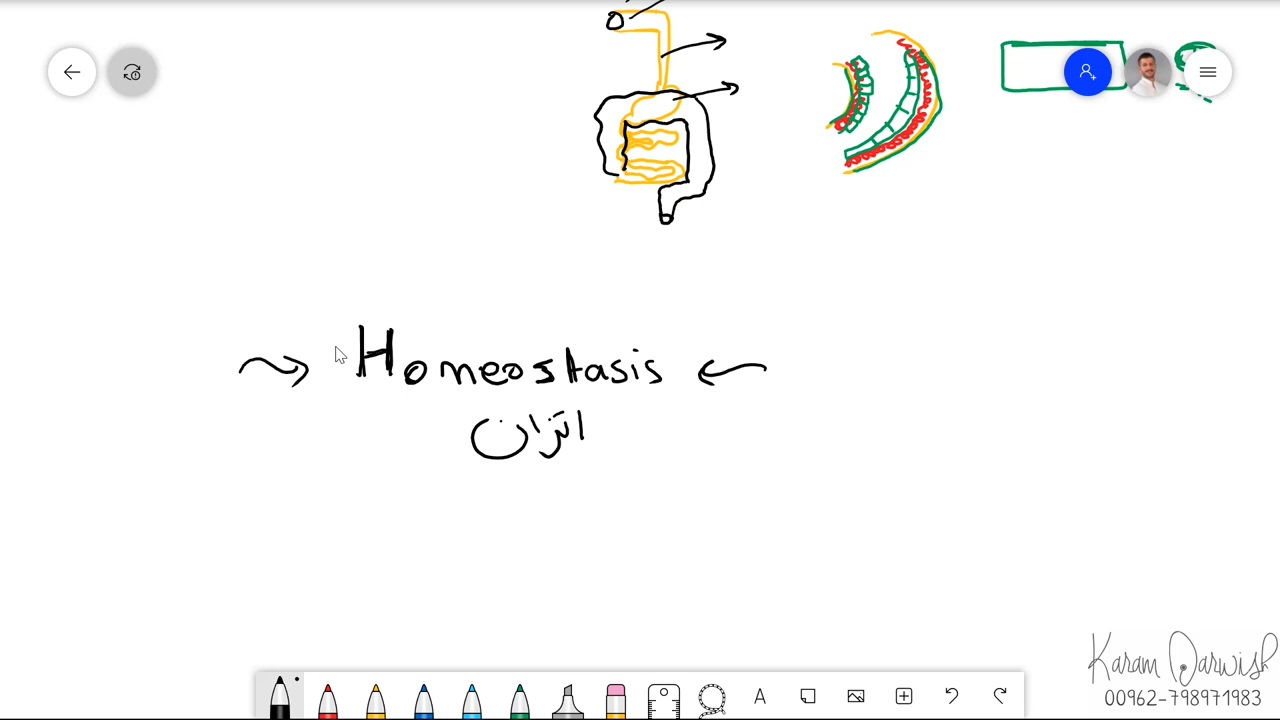 Homeostasis
اتزان
Karam Darwish
00962-798971983
A